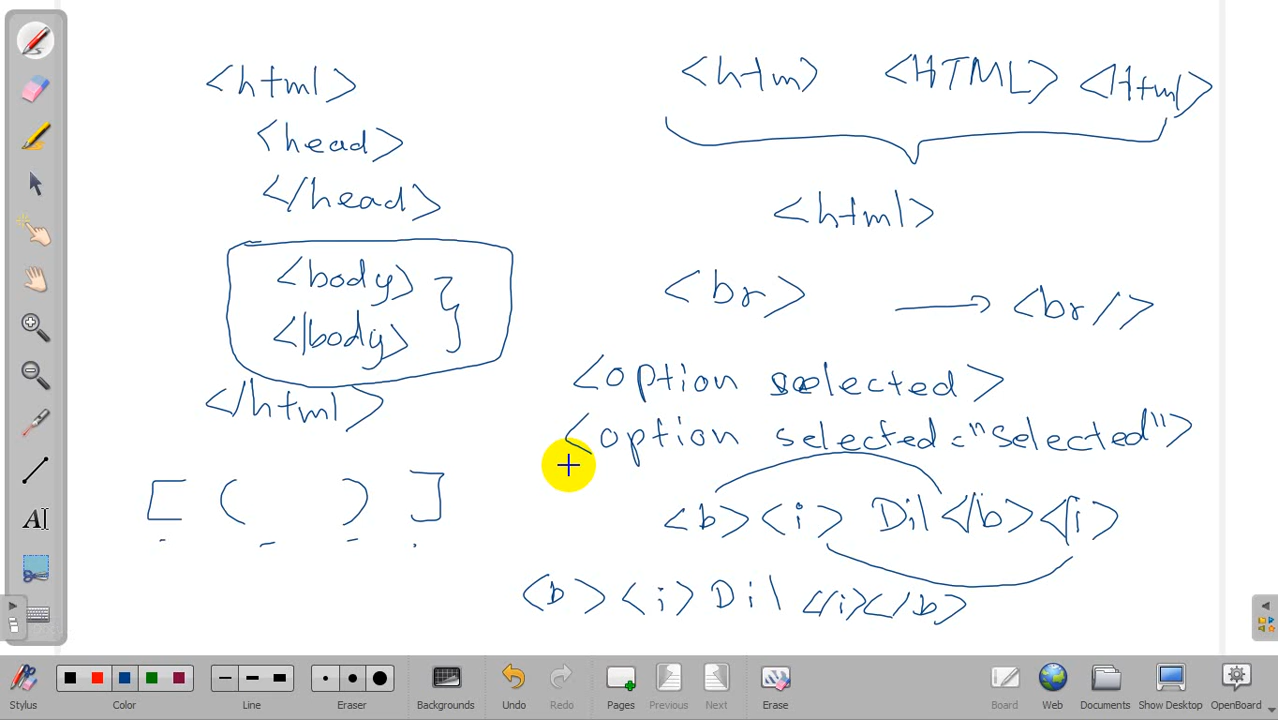 <html>
<head>
</head>
<body>
</body>
</html>
[ ( ) ]
<htm> <HTML> <Html>
<html>
<br> → <br/>
<option selected>
<option selected="selected">
<b><i> Dil</b></i>
<b><i> Dil </i></b>
Stylus Color Line Eraser Backgrounds Undo Redo Pages Previous Next Erase Board Web Documents Show Desktop OpenBoard